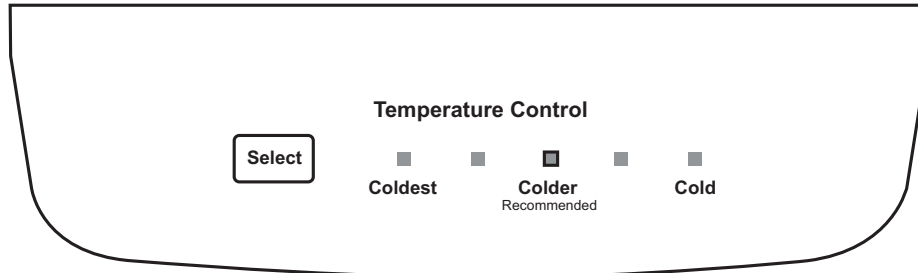 Temperature Control
Select
Coldest
Colder
Cold
Recommended